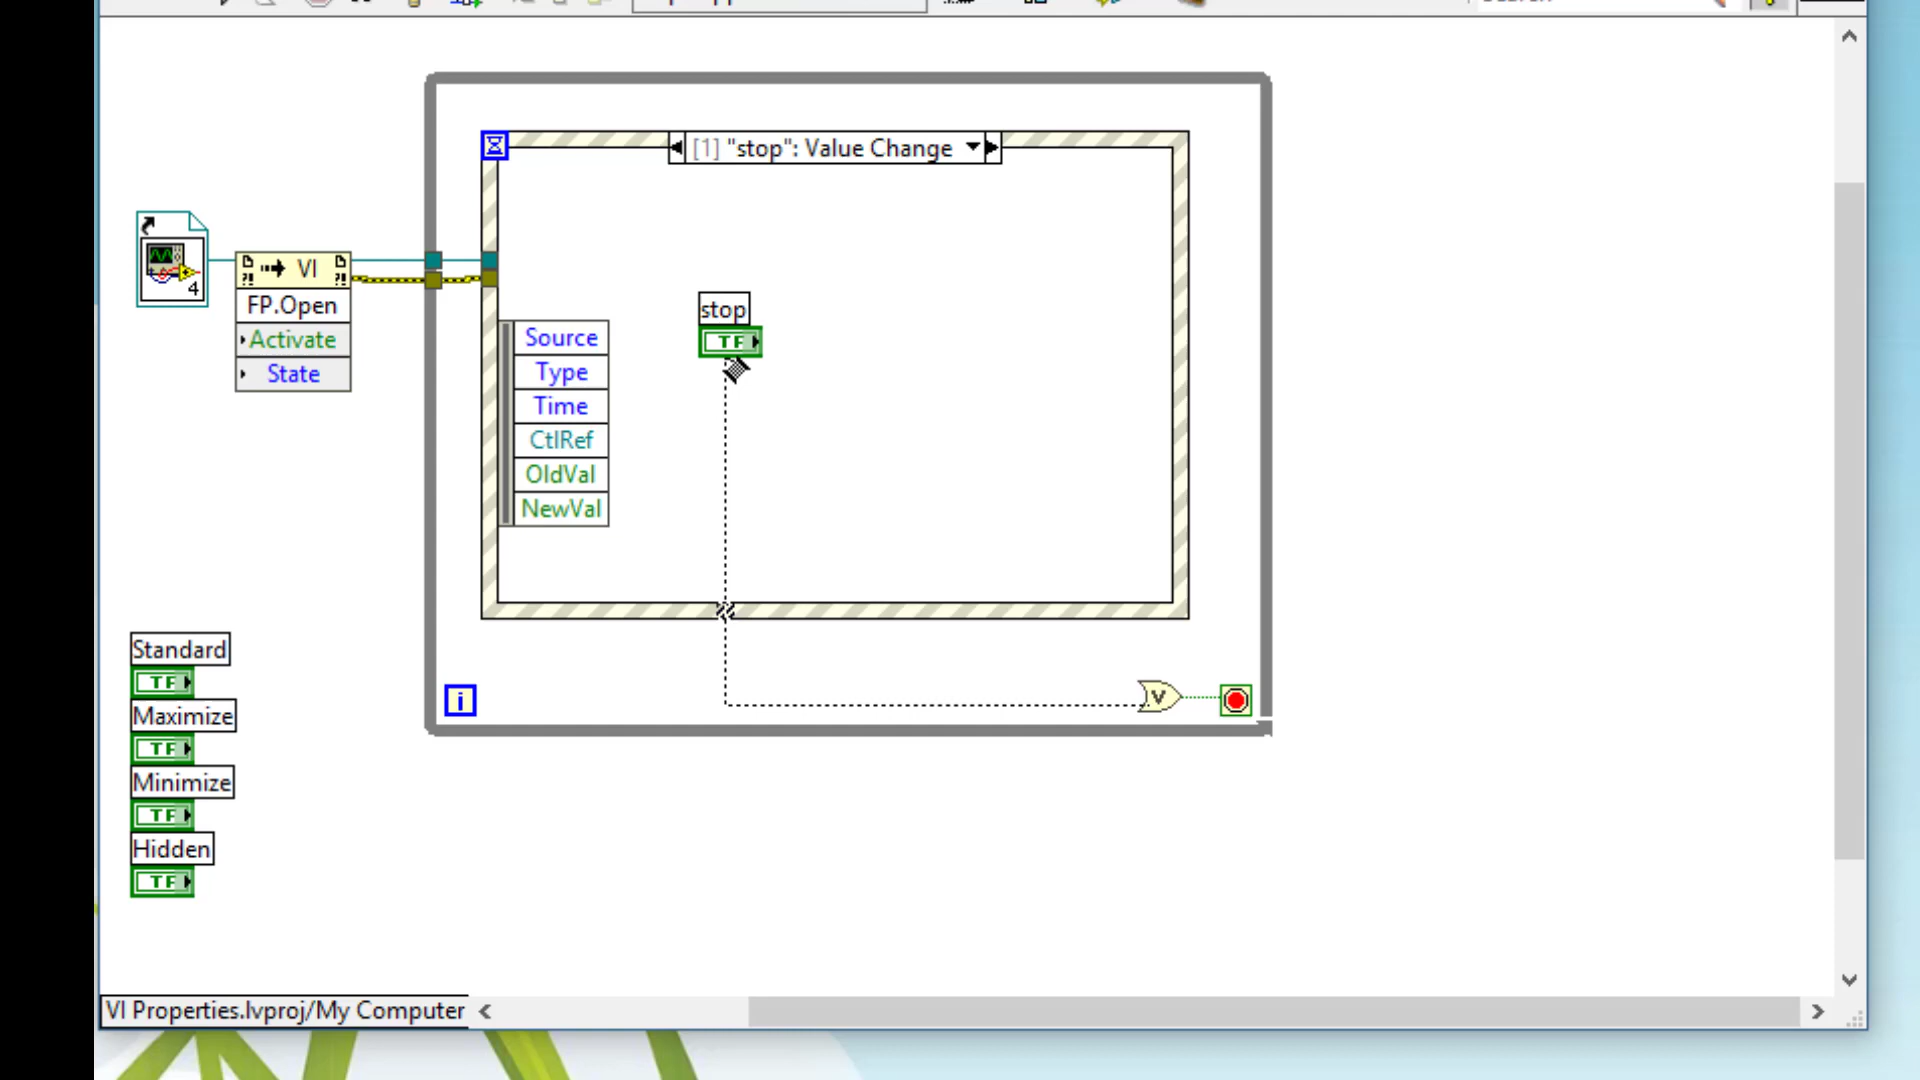 [1] "stop": Value Change
4
VI
FP.Open
Activate
State
stop
TF
Source
Type
Time
CtlRef
OldVal
NewVal
Standard
TF
Maximize
TF
Minimize
TF
Hidden
TF
i
V
VI Properties.lvproj/My Computer